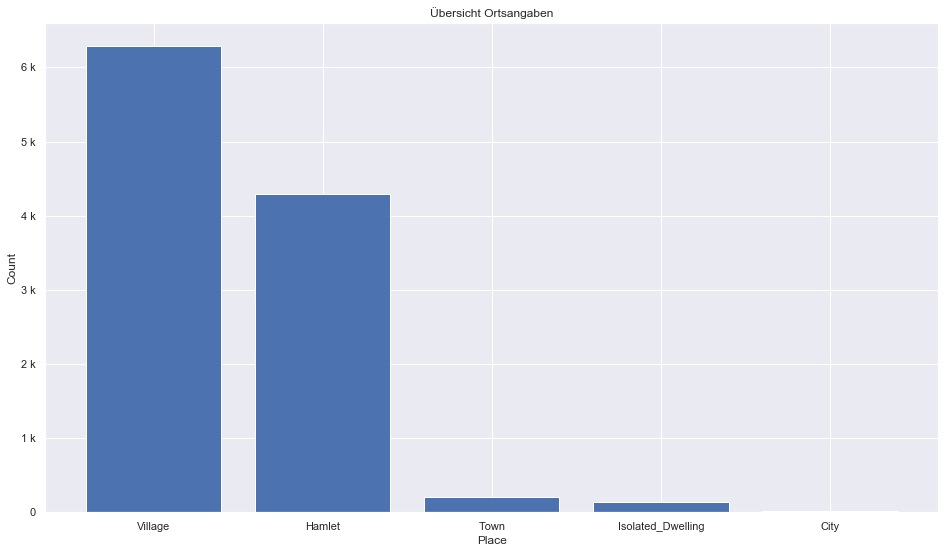 Übersicht Ortsangaben
6 k
5 k
4 k
3 k
2 k
1 k
0
Count
Village Hamlet Town Isolated_Dwelling City
Place